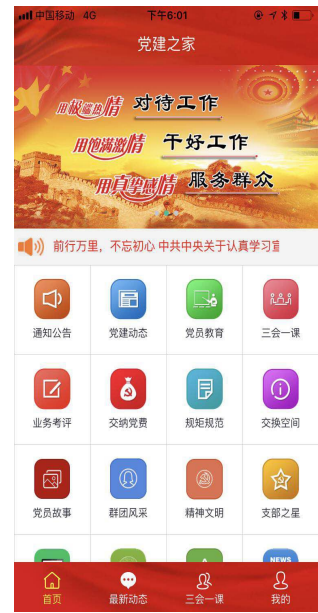 中国移动 4G 下午6:01
党建之家
用极端热情 对待工作
用饱满激情 干好工作
用真挚感情 服务群众
前行万里，不忘初心 中共中央关于认真学习宣
通知公告 党建动态 党员教育 三会一课
业务考评 交纳党费 规矩规范 交换空间
党员故事 群团风采 精神文明 支部之星
NEWS
首页 最新动态 三会一课 我的